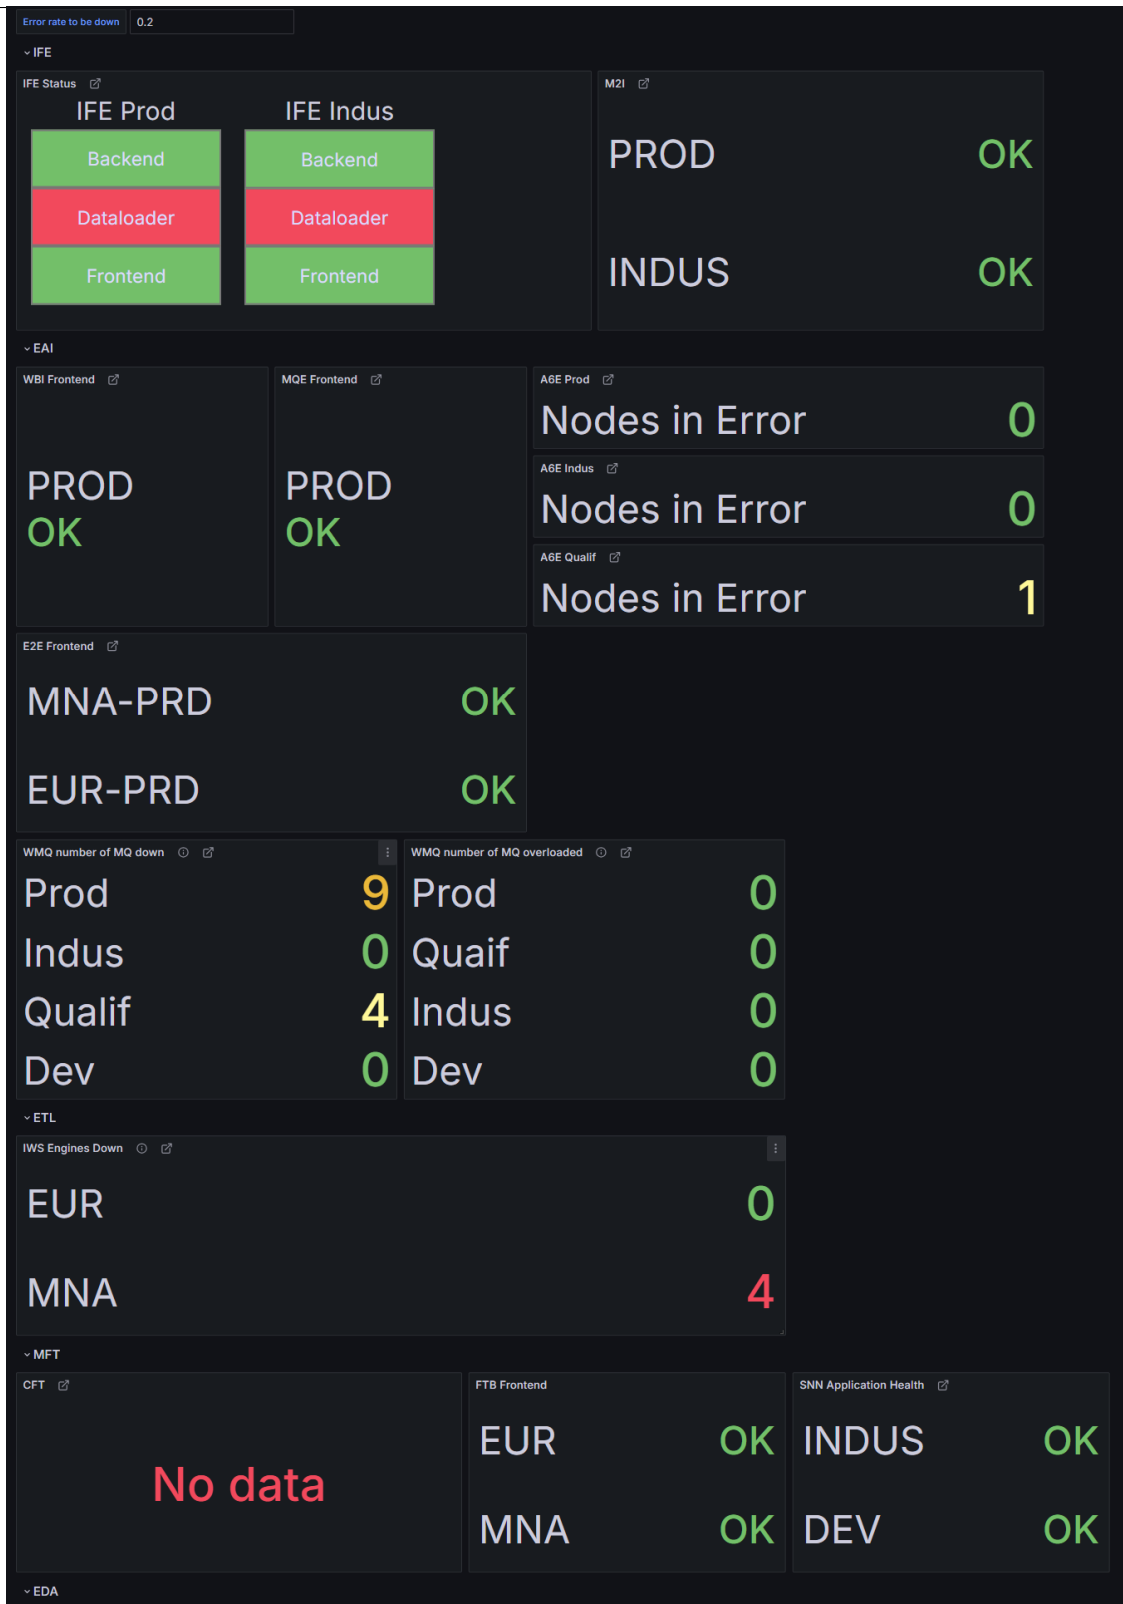 Error rate to be down 0.2
IFE
IFE Status
IFE Prod IFE Indus
Backend Backend
Dataloader Dataloader
Frontend Frontend
M2I
PROD OK
INDUS OK
EAI
WBI Frontend
PROD
OK
MQE Frontend
PROD
OK
A6E Prod
Nodes in Error 0
A6E Indus
Nodes in Error 0
A6E Qualif
Nodes in Error 1
E2E Frontend
MNA-PRD OK
EUR-PRD OK
WMQ number of MQ down
Prod 9
Indus 0
Qualif 4
Dev 0
WMQ number of MQ overloaded
Prod 0
Quaif 0
Indus 0
Dev 0
ETL
IWS Engines Down
EUR 0
MNA 4
MFT
CFT
No data
FTB Frontend
EUR OK
MNA OK
SNN Application Health
INDUS OK
DEV OK
EDA